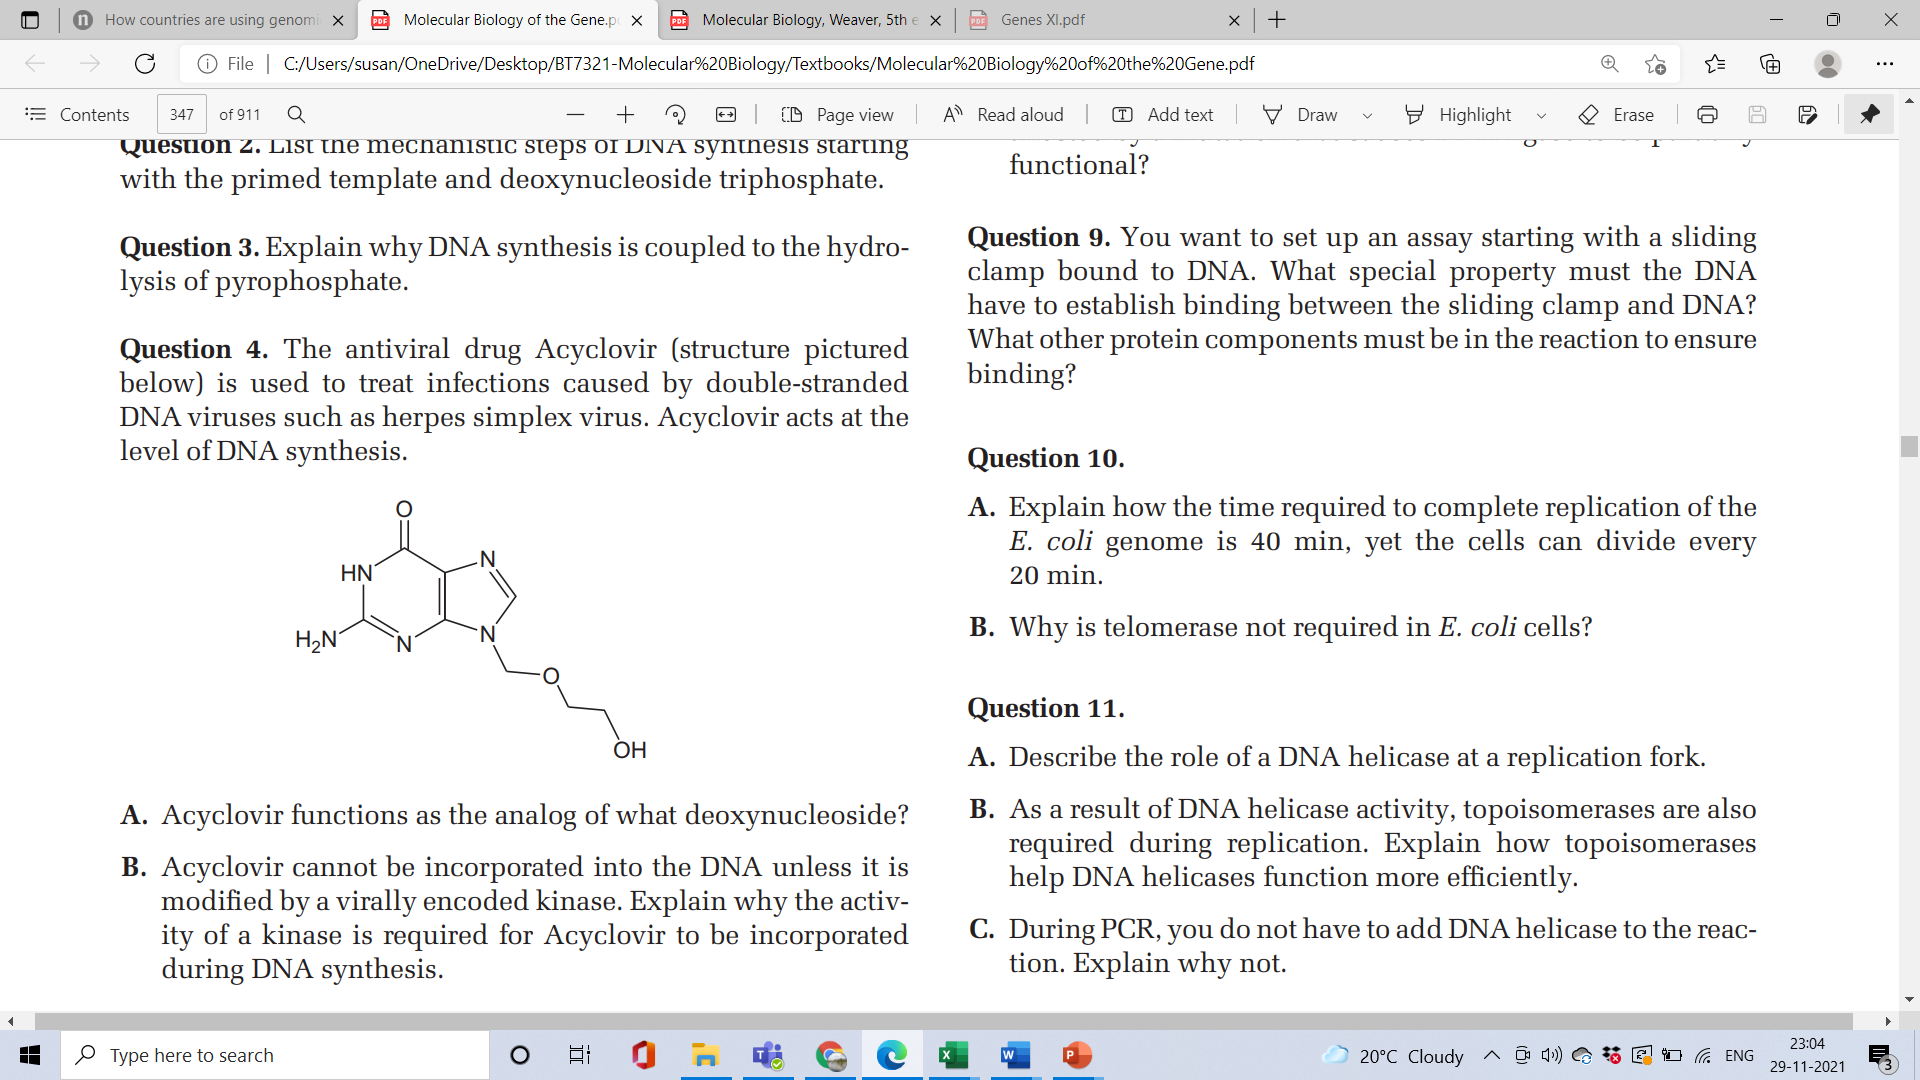 How countries are using genomi
Molecular Biology of the Gene.p
Molecular Biology, Weaver, 5th e
Genes XI.pdf
File
C:/Users/susan/OneDrive/Desktop/BT7321-Molecular%20Biology/Textbooks/Molecular%20Biology%20of%20the%20Gene.pdf
Contents
347 of 911
Page view
Read aloud
Add text
Draw
Highlight
Erase
Question 2. List the mechanistic steps of DNA synthesis starting
with the primed template and deoxynucleoside triphosphate.
Question 3. Explain why DNA synthesis is coupled to the hydro-
lysis of pyrophosphate.
Question 4. The antiviral drug Acyclovir (structure pictured
below) is used to treat infections caused by double-stranded
DNA viruses such as herpes simplex virus. Acyclovir acts at the
level of DNA synthesis.
O
N
HN
H2N
N
N
O
OH
A. Acyclovir functions as the analog of what deoxynucleoside?
B. Acyclovir cannot be incorporated into the DNA unless it is
modified by a virally encoded kinase. Explain why the activ-
ity of a kinase is required for Acyclovir to be incorporated
during DNA synthesis.
functional?
Question 9. You want to set up an assay starting with a sliding
clamp bound to DNA. What special property must the DNA
have to establish binding between the sliding clamp and DNA?
What other protein components must be in the reaction to ensure
binding?
Question 10.
A. Explain how the time required to complete replication of the
E. coli genome is 40 min, yet the cells can divide every
20 min.
B. Why is telomerase not required in E. coli cells?
Question 11.
A. Describe the role of a DNA helicase at a replication fork.
B. As a result of DNA helicase activity, topoisomerases are also
required during replication. Explain how topoisomerases
help DNA helicases function more efficiently.
C. During PCR, you do not have to add DNA helicase to the reac-
tion. Explain why not.
Type here to search
20°C Cloudy
ENG
23:04
29-11-2021
3